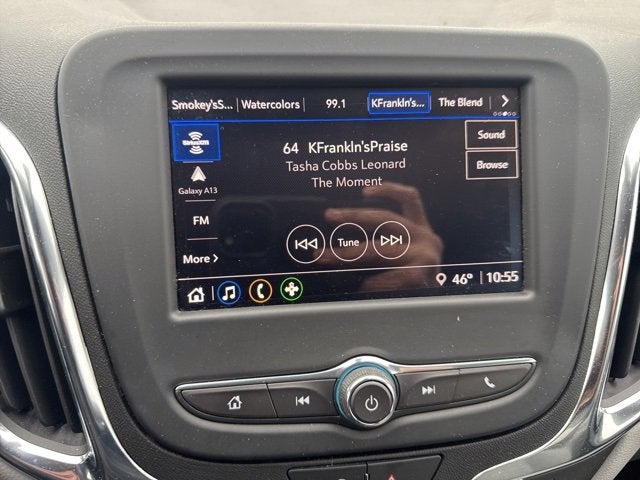 Smokey'sS... Watercolors 99.1 KFrankln's... The Blend
SiriusXM
64 KFrankln'sPraise
Tasha Cobbs Leonard
The Moment
Sound
Browse
Galaxy A13
FM
Tune
More
46° 10:55